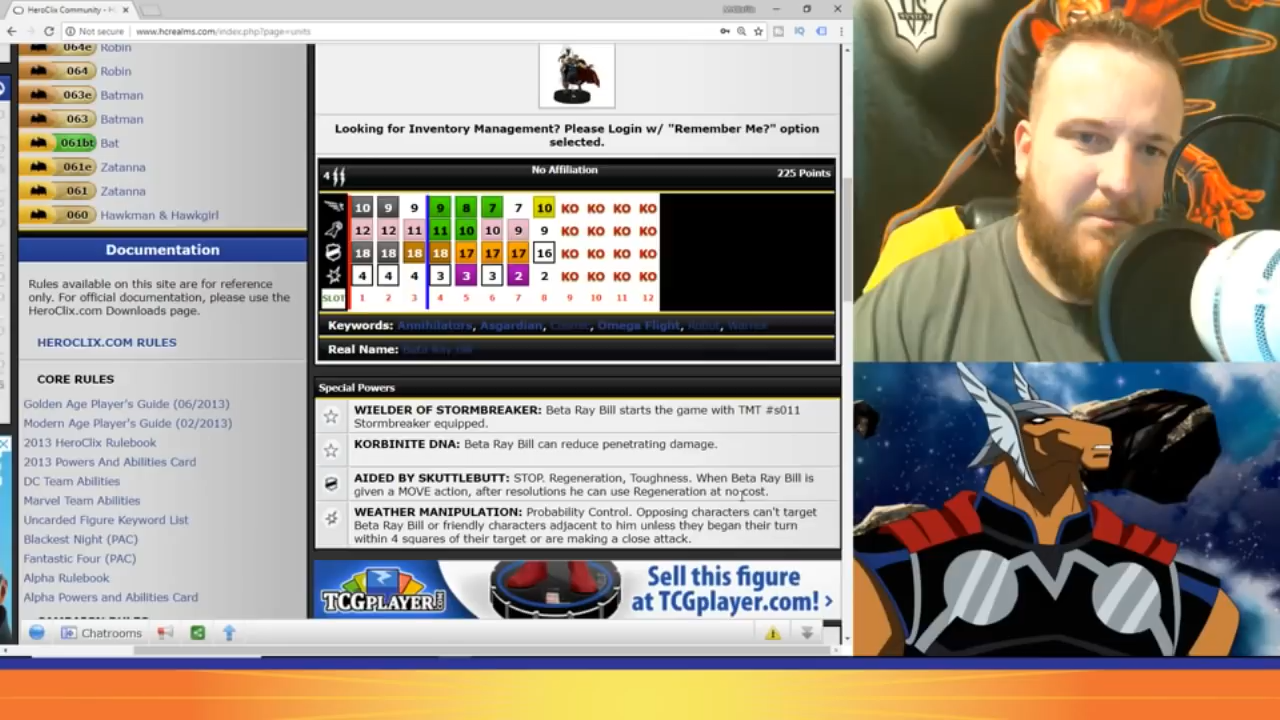 HeroClix Community - H
Not secure | www.hcrealms.com/index.php?page=units
064e Robin
064 Robin
063e Batman
063 Batman
061bt Bat
061e Zatanna
061 Zatanna
060 Hawkman & Hawkgirl
Documentation
Rules available on this site are for reference
only. For official documentation, please use the
HeroClix.com Downloads page.
HEROCLIX.COM RULES
CORE RULES
Golden Age Player's Guide (06/2013)
Modern Age Player's Guide (02/2013)
2013 HeroClix Rulebook
2013 Powers And Abilities Card
DC Team Abilities
Marvel Team Abilities
Uncarded Figure Keyword List
Blackest Night (PAC)
Fantastic Four (PAC)
Alpha Rulebook
Alpha Powers and Abilities Card
Chatrooms
Looking for Inventory Management? Please Login w/ "Remember Me?" option
selected.
4 No Affiliation 225 Points
10 9 9 9 8 7 7 10 KO KO KO KO
12 12 11 11 10 10 9 9 KO KO KO KO
18 18 18 18 17 17 17 16 KO KO KO KO
4 4 4 3 3 3 2 2 KO KO KO KO
SLOT 1 2 3 4 5 6 7 8 9 10 11 12
Keywords: Annihilators, Asgardian, Cosmic, Omega Flight, Robot, Warrior
Real Name: Beta Ray Bill
Special Powers
WIELDER OF STORMBREAKER: Beta Ray Bill starts the game with TMT #s011
Stormbreaker equipped.
KORBINITE DNA: Beta Ray Bill can reduce penetrating damage.
AIDED BY SKUTTLEBUTT: STOP. Regeneration, Toughness. When Beta Ray Bill is
given a MOVE action, after resolutions he can use Regeneration at no cost.
WEATHER MANIPULATION: Probability Control. Opposing characters can't target
Beta Ray Bill or friendly characters adjacent to him unless they began their turn
within 4 squares of their target or are making a close attack.
TCGPLAYER.COM
Sell this figure
at TCGplayer.com! ›